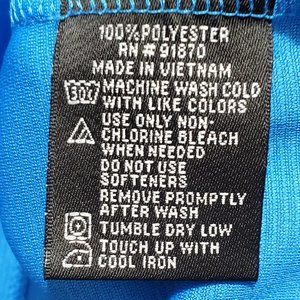 100% POLYESTER
RN # 91870
MADE IN VIETNAM
MACHINE WASH COLD
WITH LIKE COLORS
USE ONLY NON-
CHLORINE BLEACH
WHEN NEEDED
DO NOT USE
SOFTENERS
REMOVE PROMPTLY
AFTER WASH
TUMBLE DRY LOW
TOUCH UP WITH
COOL IRON